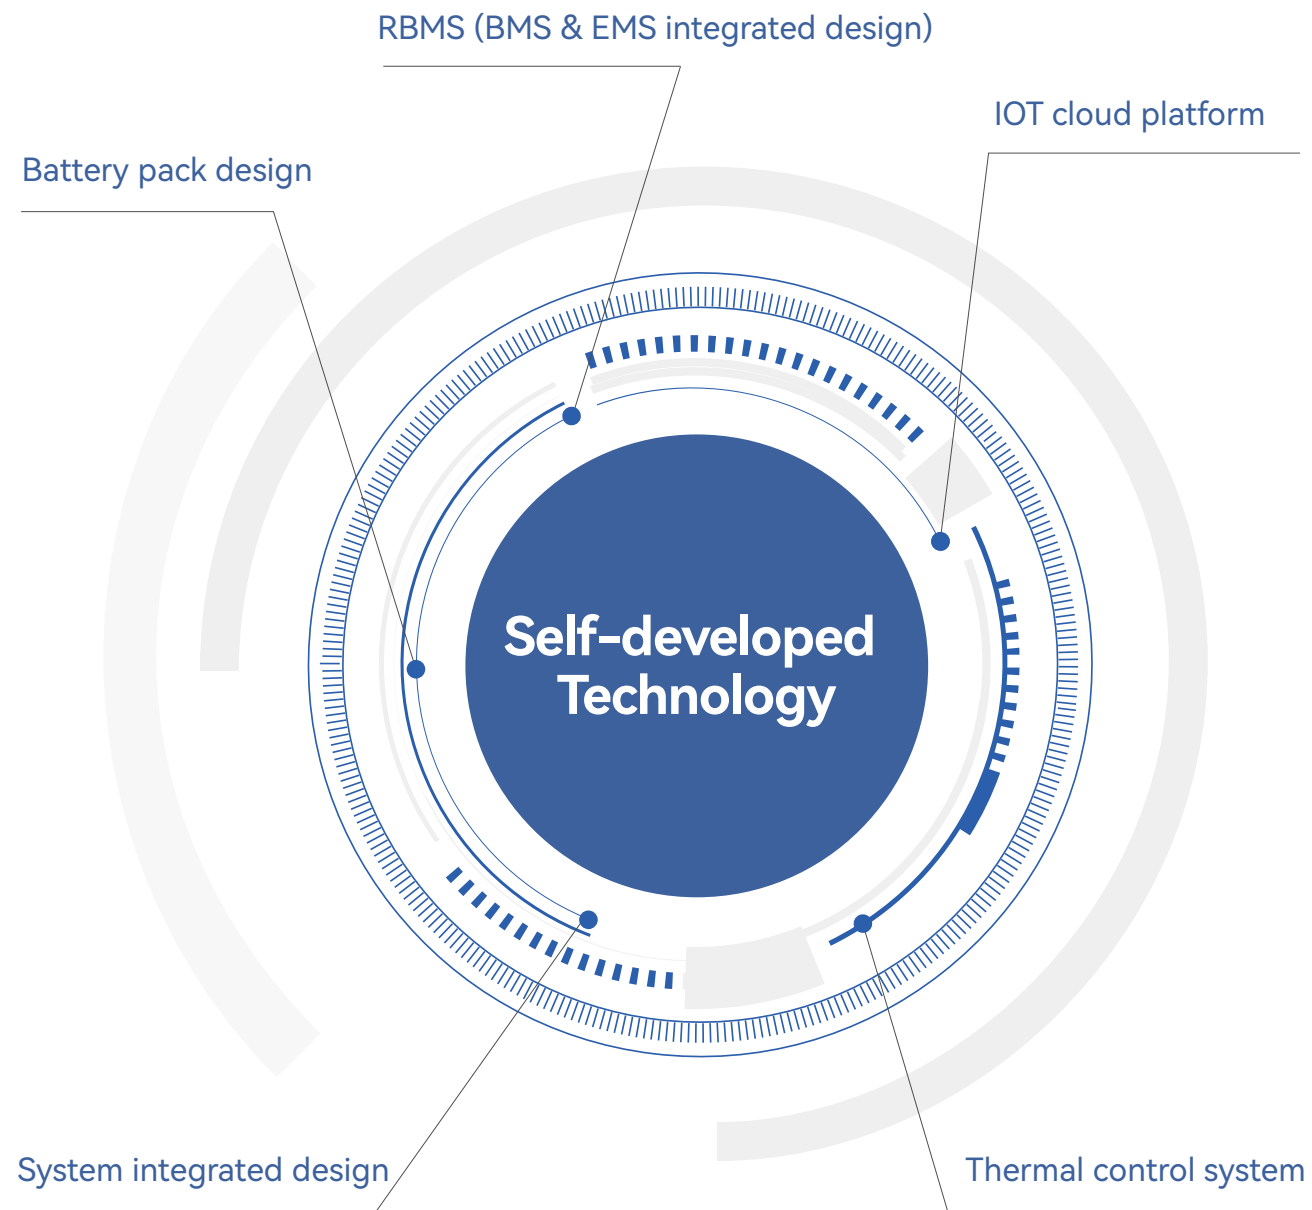 RBMS (BMS & EMS integrated design)
IOT cloud platform
Battery pack design
Self-developed
Technology
System integrated design
Thermal control system